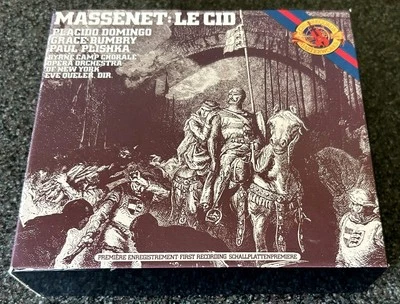 MASSENET: LE CID
PLACIDO DOMINGO
GRACE BUMBRY
PAUL PLISHKA
BYRNE CAMP CHORALE
OPERA ORCHESTRA
OF NEW YORK
EVE QUELER, DIR.
PREMIÈRE ENREGISTREMENT·FIRST RECORDING·SCHALLPLATTENPREMIERE